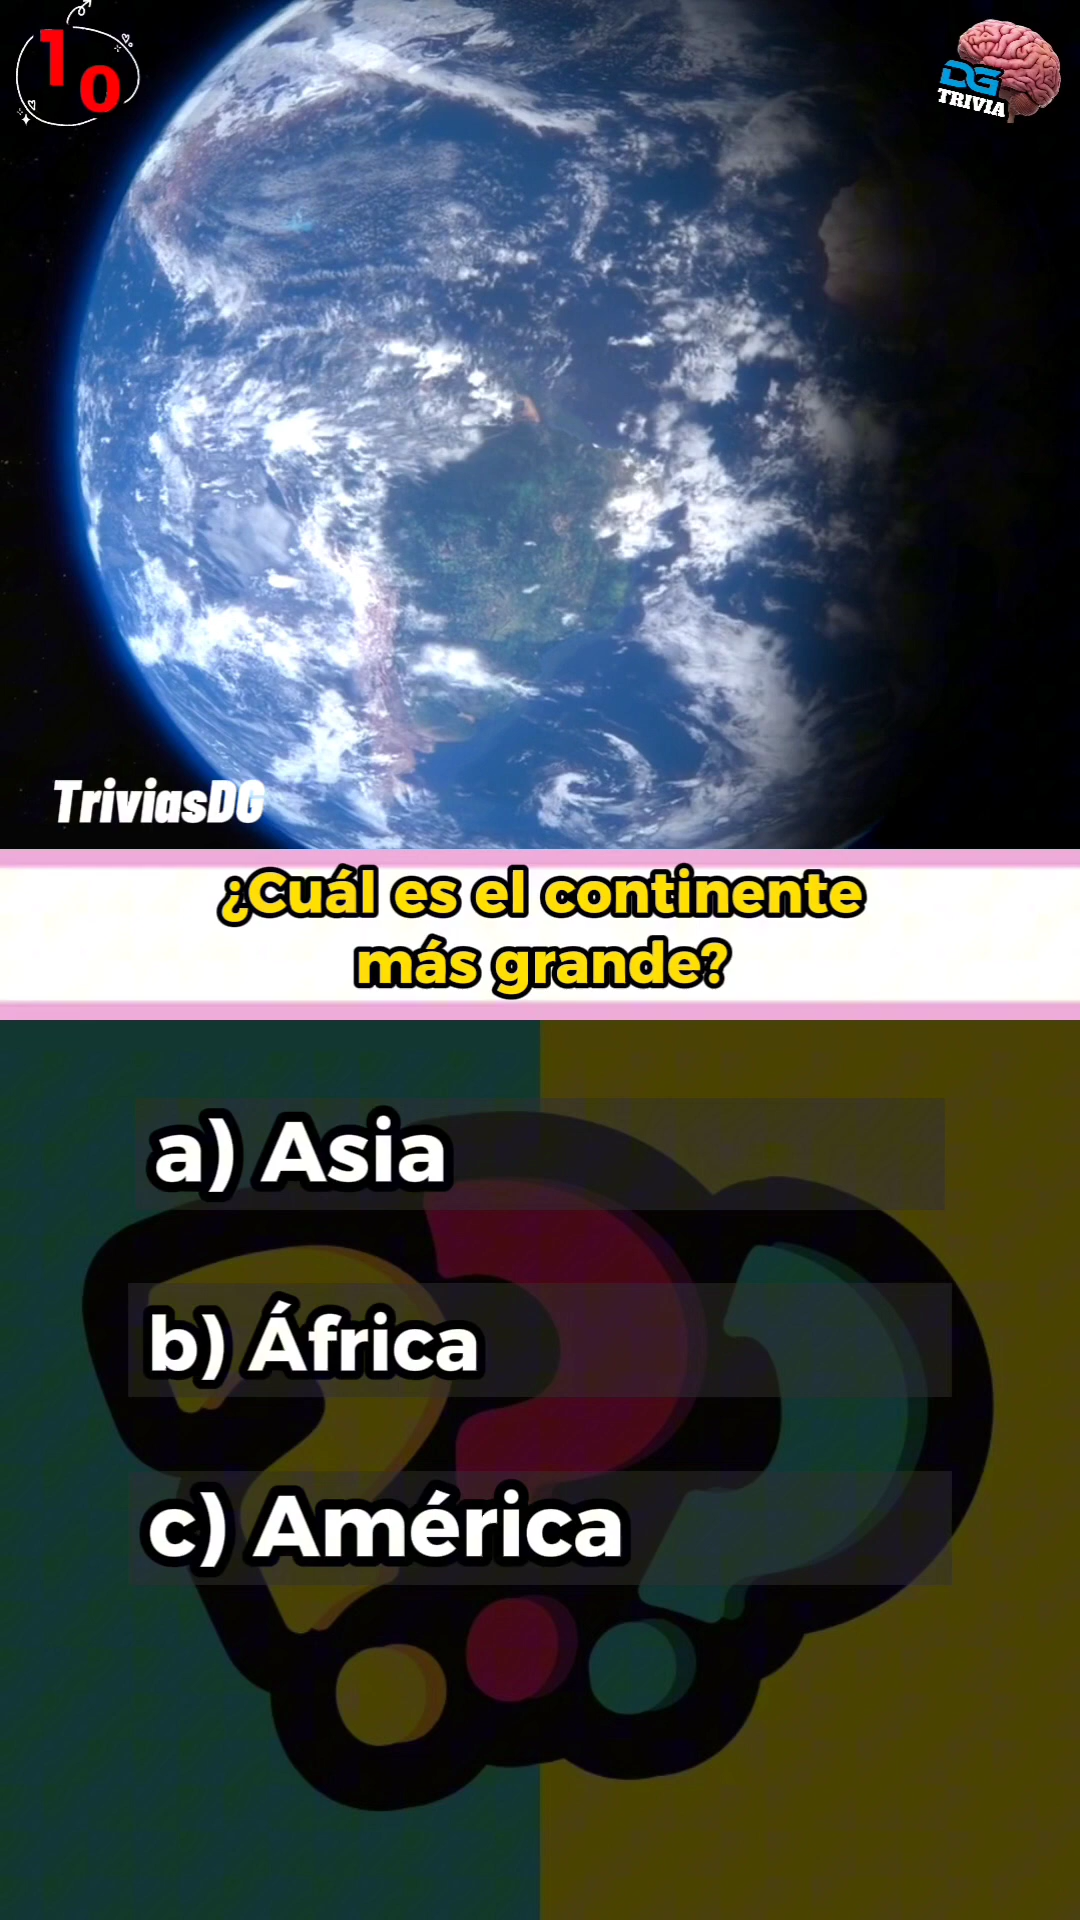 10
DG
TRIVIA
TriviasDG
¿Cuál es el continente
más grande?
a) Asia
b) África
c) América